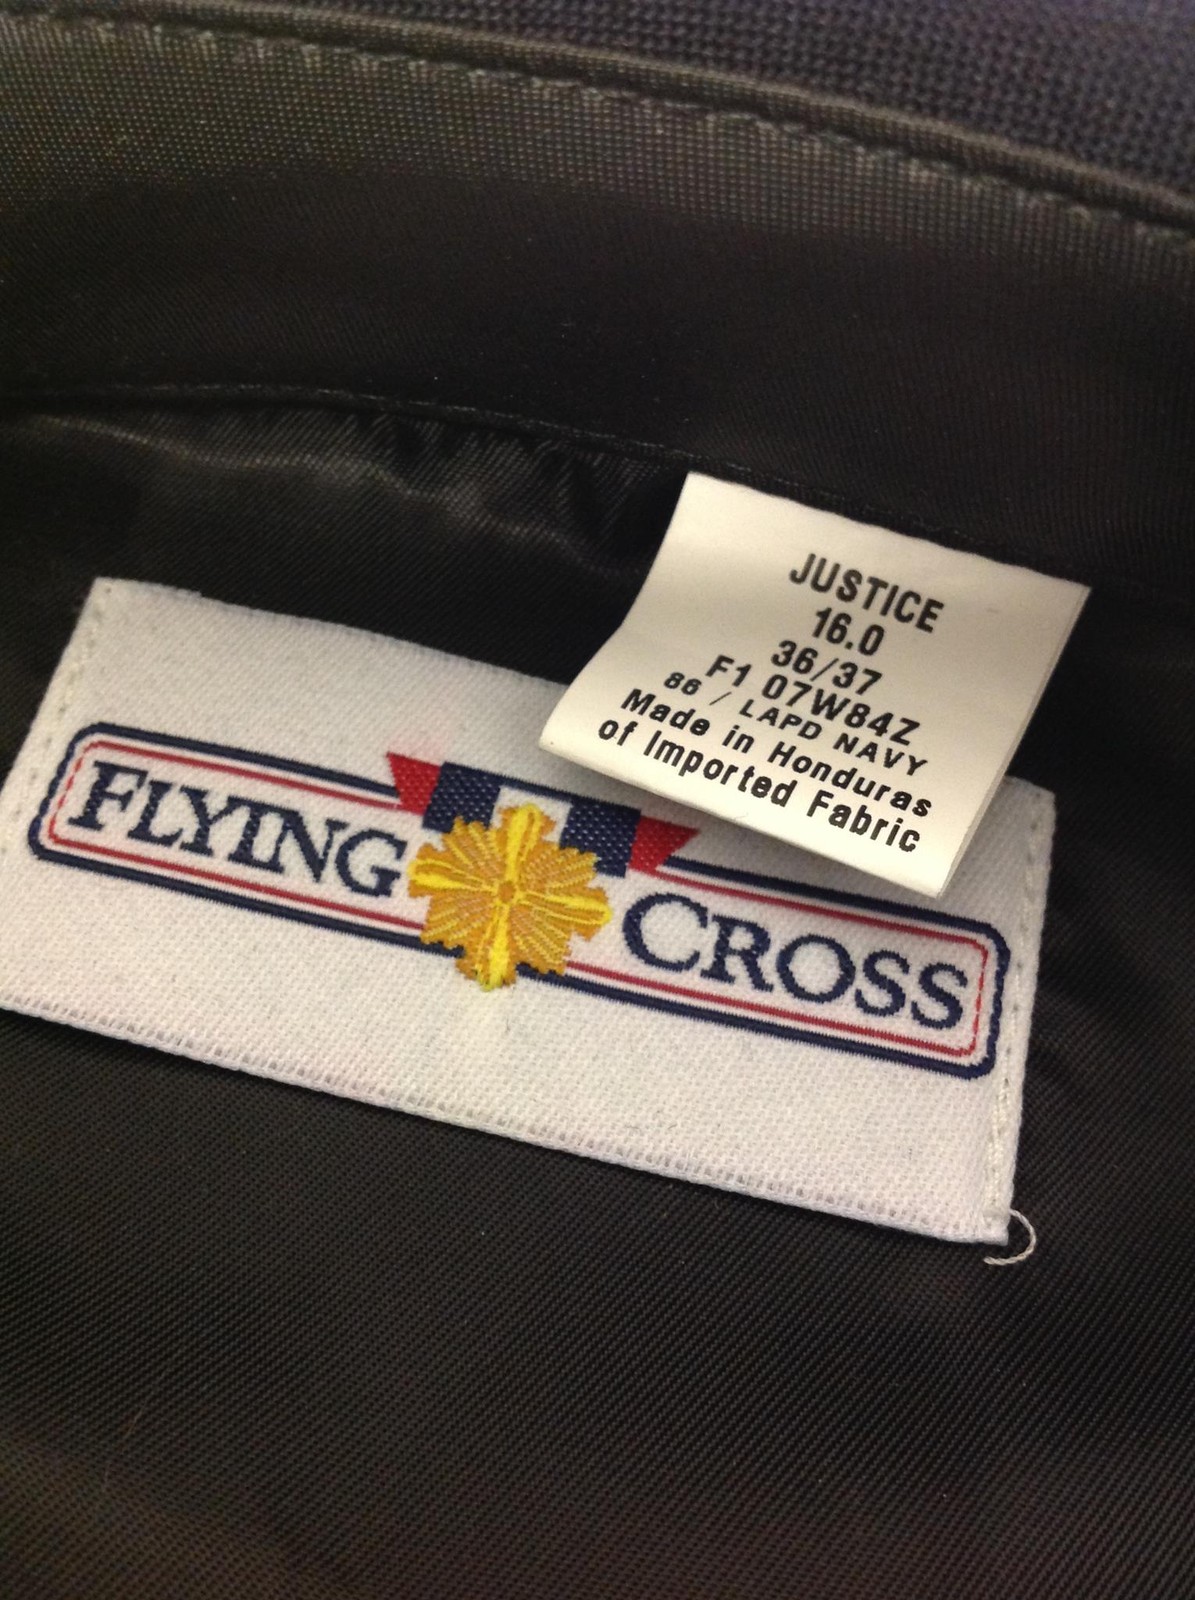 JUSTICE
16.0
36/37
F1 07W84Z
86 / LAPD NAVY
Made in Honduras
of Imported Fabric
FLYING CROSS